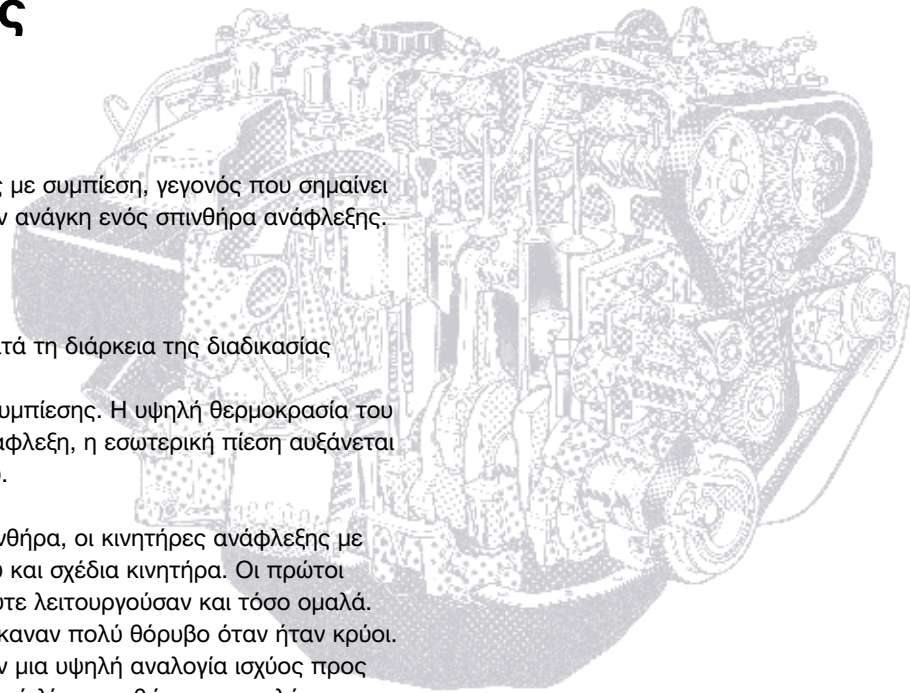 ς
ς με συμπίεση, γεγονός που σημαίνει
ν ανάγκη ενός σπινθήρα ανάφλεξης.
τά τη διάρκεια της διαδικασίας
υμπίεσης. Η υψηλή θερμοκρασία του
άφλεξη, η εσωτερική πίεση αυξάνεται
νθήρα, οι κινητήρες ανάφλεξης με
υ και σχέδια κινητήρα. Οι πρώτοι
ύτε λειτουργούσαν και τόσο ομαλά.
καναν πολύ θόρυβο όταν ήταν κρύοι.
ν μια υψηλή αναλογία ισχύος προς